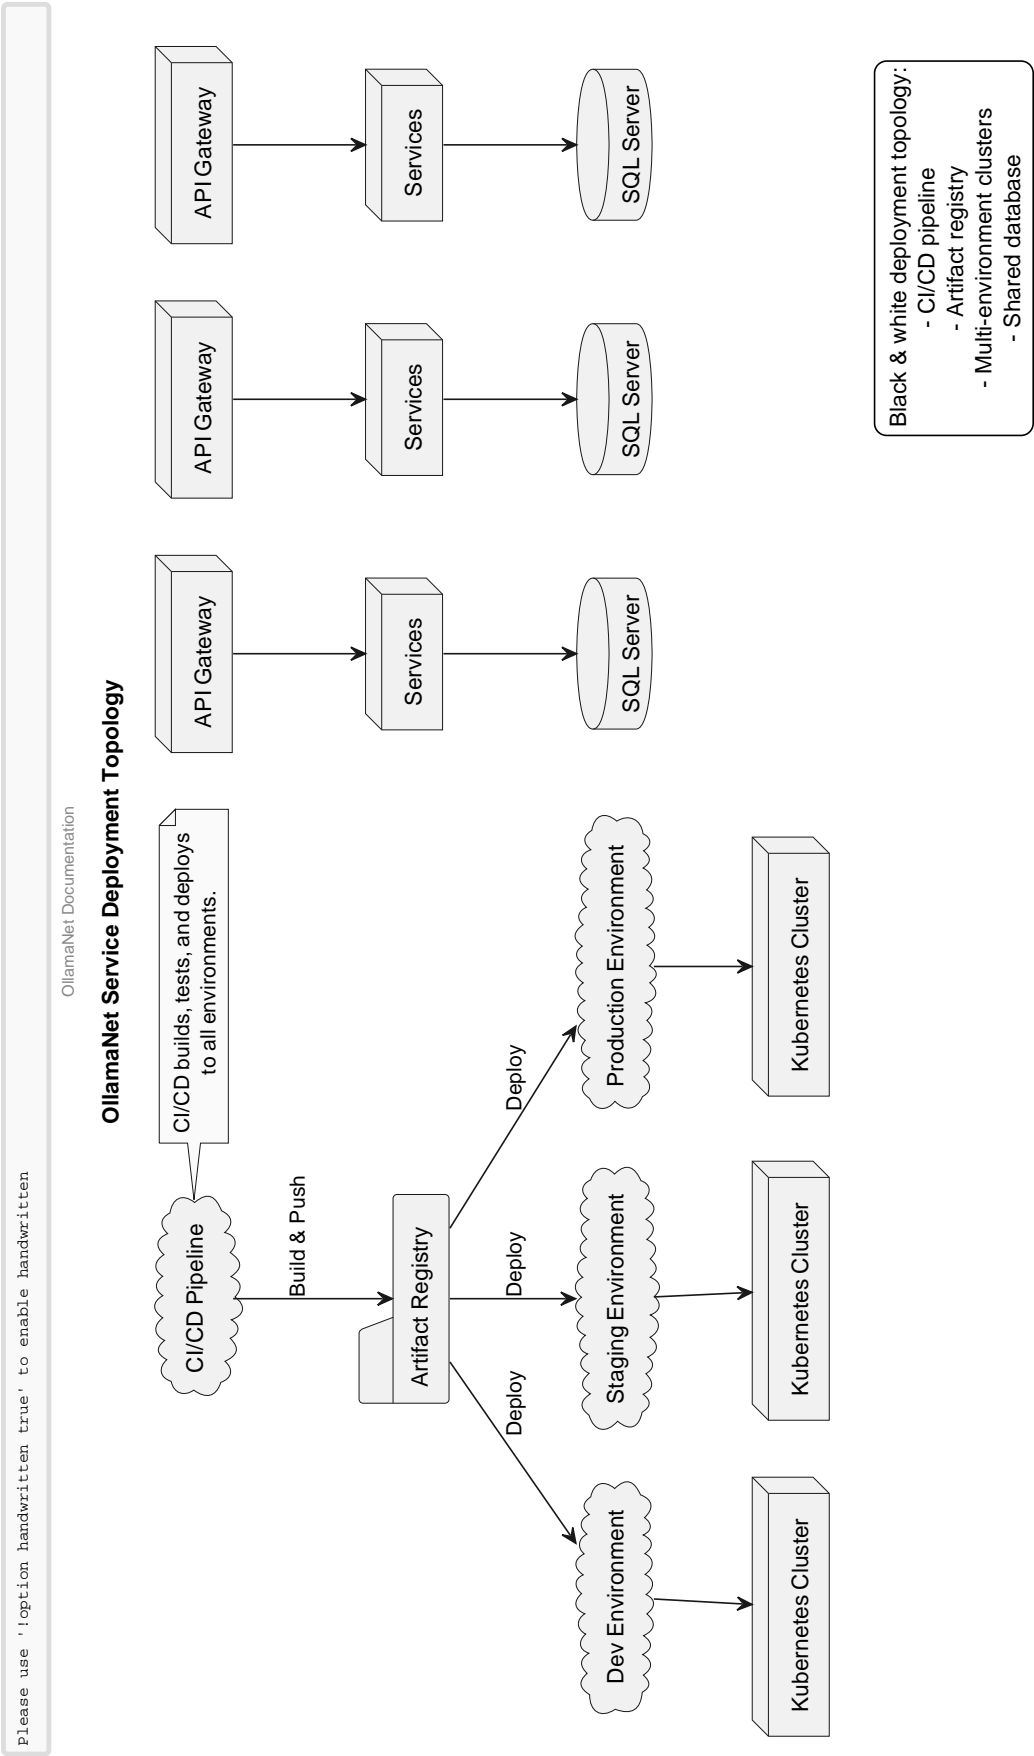 Please use '!option handwritten true' to enable handwritten
OllamaNet Documentation
OllamaNet Service Deployment Topology
CI/CD Pipeline
CI/CD builds, tests, and deploys
to all environments.
API Gateway
API Gateway
API Gateway
Build & Push
Artifact Registry
Services
Services
Services
Deploy
Deploy
Deploy
Dev Environment
Staging Environment
Production Environment
SQL Server
SQL Server
SQL Server
Kubernetes Cluster
Kubernetes Cluster
Kubernetes Cluster
Black & white deployment topology:
- CI/CD pipeline
- Artifact registry
- Multi-environment clusters
- Shared database